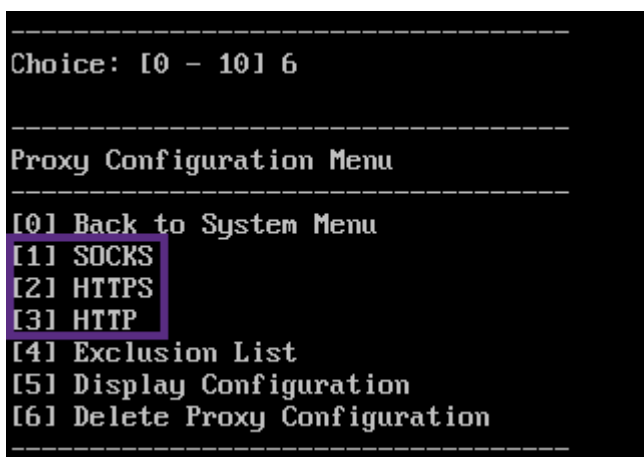 -----------------------------------
Choice: [0 - 10] 6
-----------------------------------
Proxy Configuration Menu
-----------------------------------
[0] Back to System Menu
[1] SOCKS
[2] HTTPS
[3] HTTP
[4] Exclusion List
[5] Display Configuration
[6] Delete Proxy Configuration
-----------------------------------